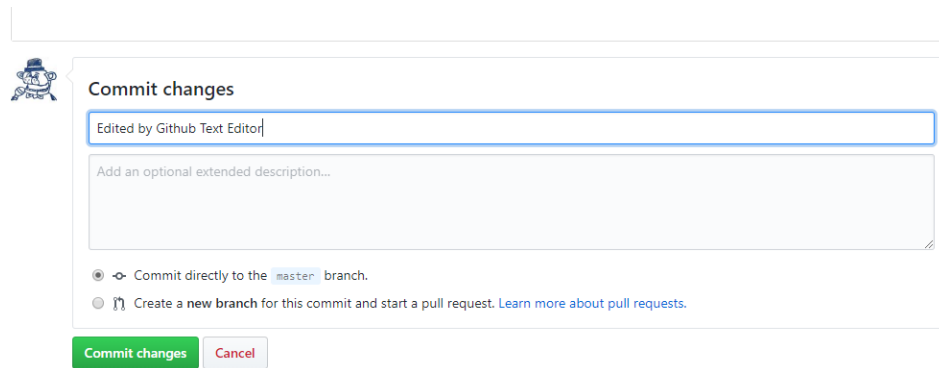 Commit changes
Edited by Github Text Editor
Add an optional extended description...
Commit directly to the master branch.
Create a new branch for this commit and start a pull request. Learn more about pull requests.
Commit changes Cancel